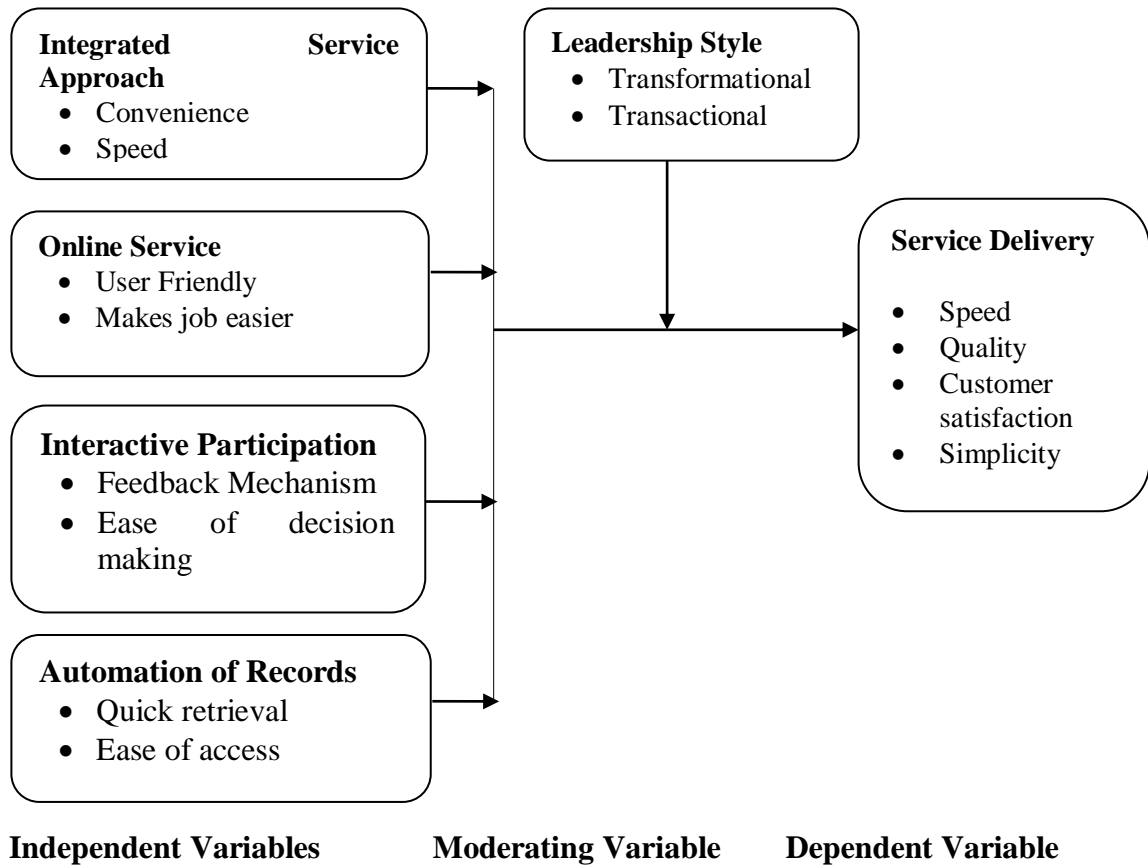 Integrated Service
Approach
• Convenience
• Speed
Leadership Style
• Transformational
• Transactional
Online Service
• User Friendly
• Makes job easier
Service Delivery
• Speed
• Quality
• Customer
satisfaction
• Simplicity
Interactive Participation
• Feedback Mechanism
• Ease of decision
making
Automation of Records
• Quick retrieval
• Ease of access
Independent Variables Moderating Variable Dependent Variable